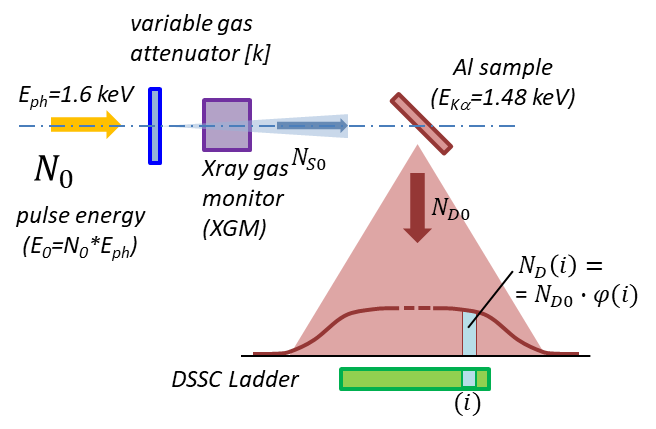 variable gas
attenuator [k]
E_ph=1.6 keV
Al sample
(E_Kα=1.48 keV)
N_0
Xray gas
monitor
(XGM)
N_S0
pulse energy
(E_0=N_0*E_ph)
N_D0
N_D(i) =
= N_D0 · φ(i)
DSSC Ladder
(i)